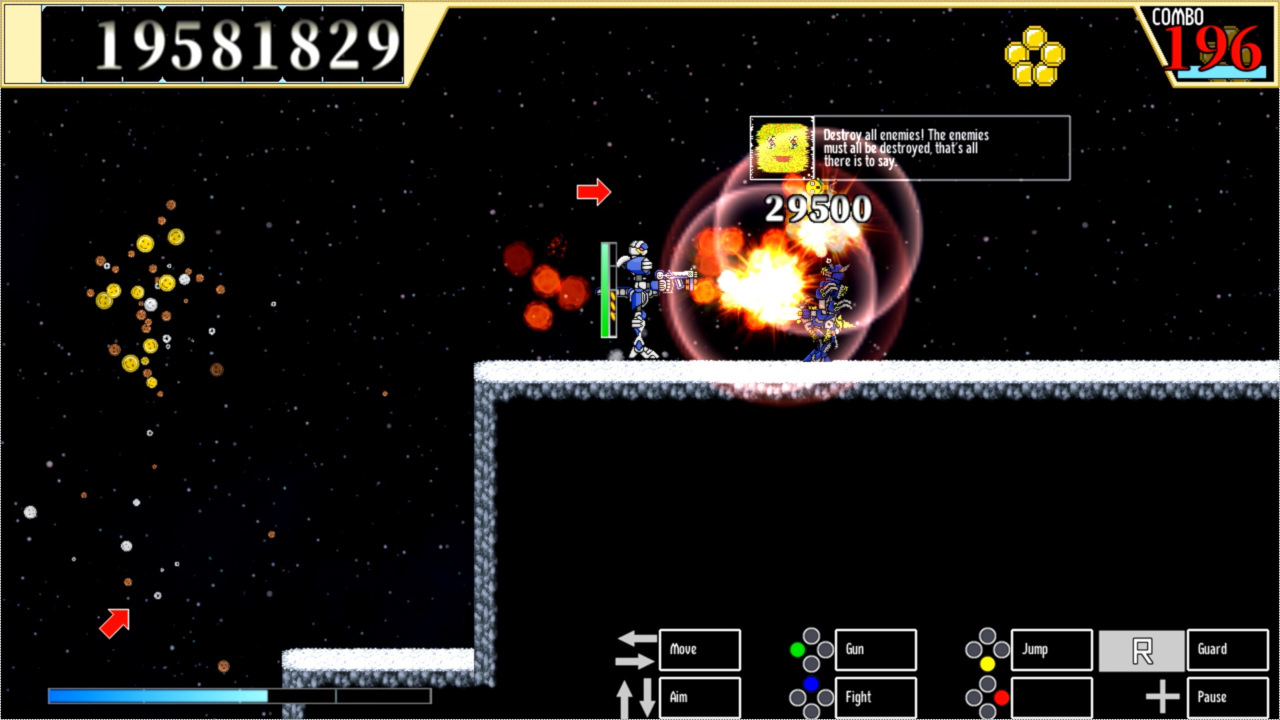 19581829
COMBO
196
Destroy all enemies! The enemies
must all be destroyed, that's all
there is to say.
29500
Move
Gun
Jump
R
Guard
Aim
Fight
Pause